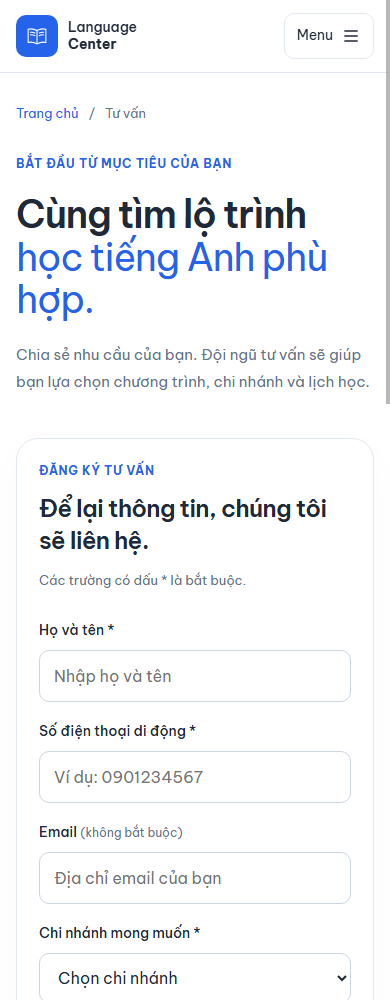 Language
Center
Menu
Trang chủ / Tư vấn
BẮT ĐẦU TỪ MỤC TIÊU CỦA BẠN
Cùng tìm lộ trình
học tiếng Anh phù
hợp.
Chia sẻ nhu cầu của bạn. Đội ngũ tư vấn sẽ giúp
bạn lựa chọn chương trình, chi nhánh và lịch học.
ĐĂNG KÝ TƯ VẤN
Để lại thông tin, chúng tôi
sẽ liên hệ.
Các trường có dấu * là bắt buộc.
Họ và tên *
Nhập họ và tên
Số điện thoại di động *
Ví dụ: 0901234567
Email (không bắt buộc)
Địa chỉ email của bạn
Chi nhánh mong muốn *
Chọn chi nhánh